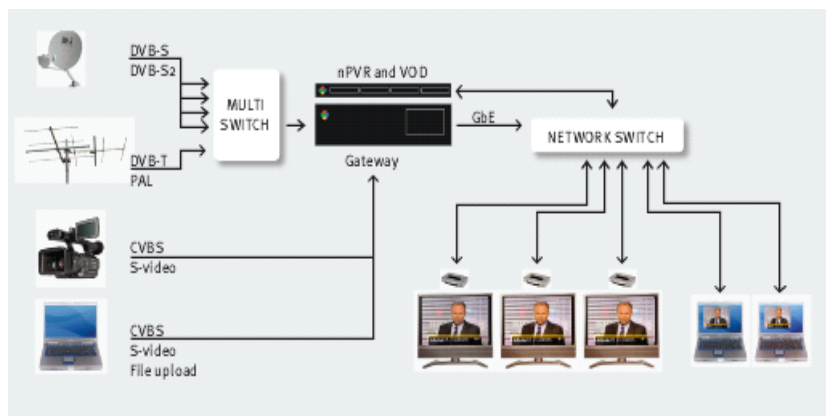 DVB-S
DVB-S2
MULTI
SWITCH
nPVR and VOD
GbE
NETWORK SWITCH
Gateway
DVB-T
PAL
CVBS
S-video
CVBS
S-video
File upload